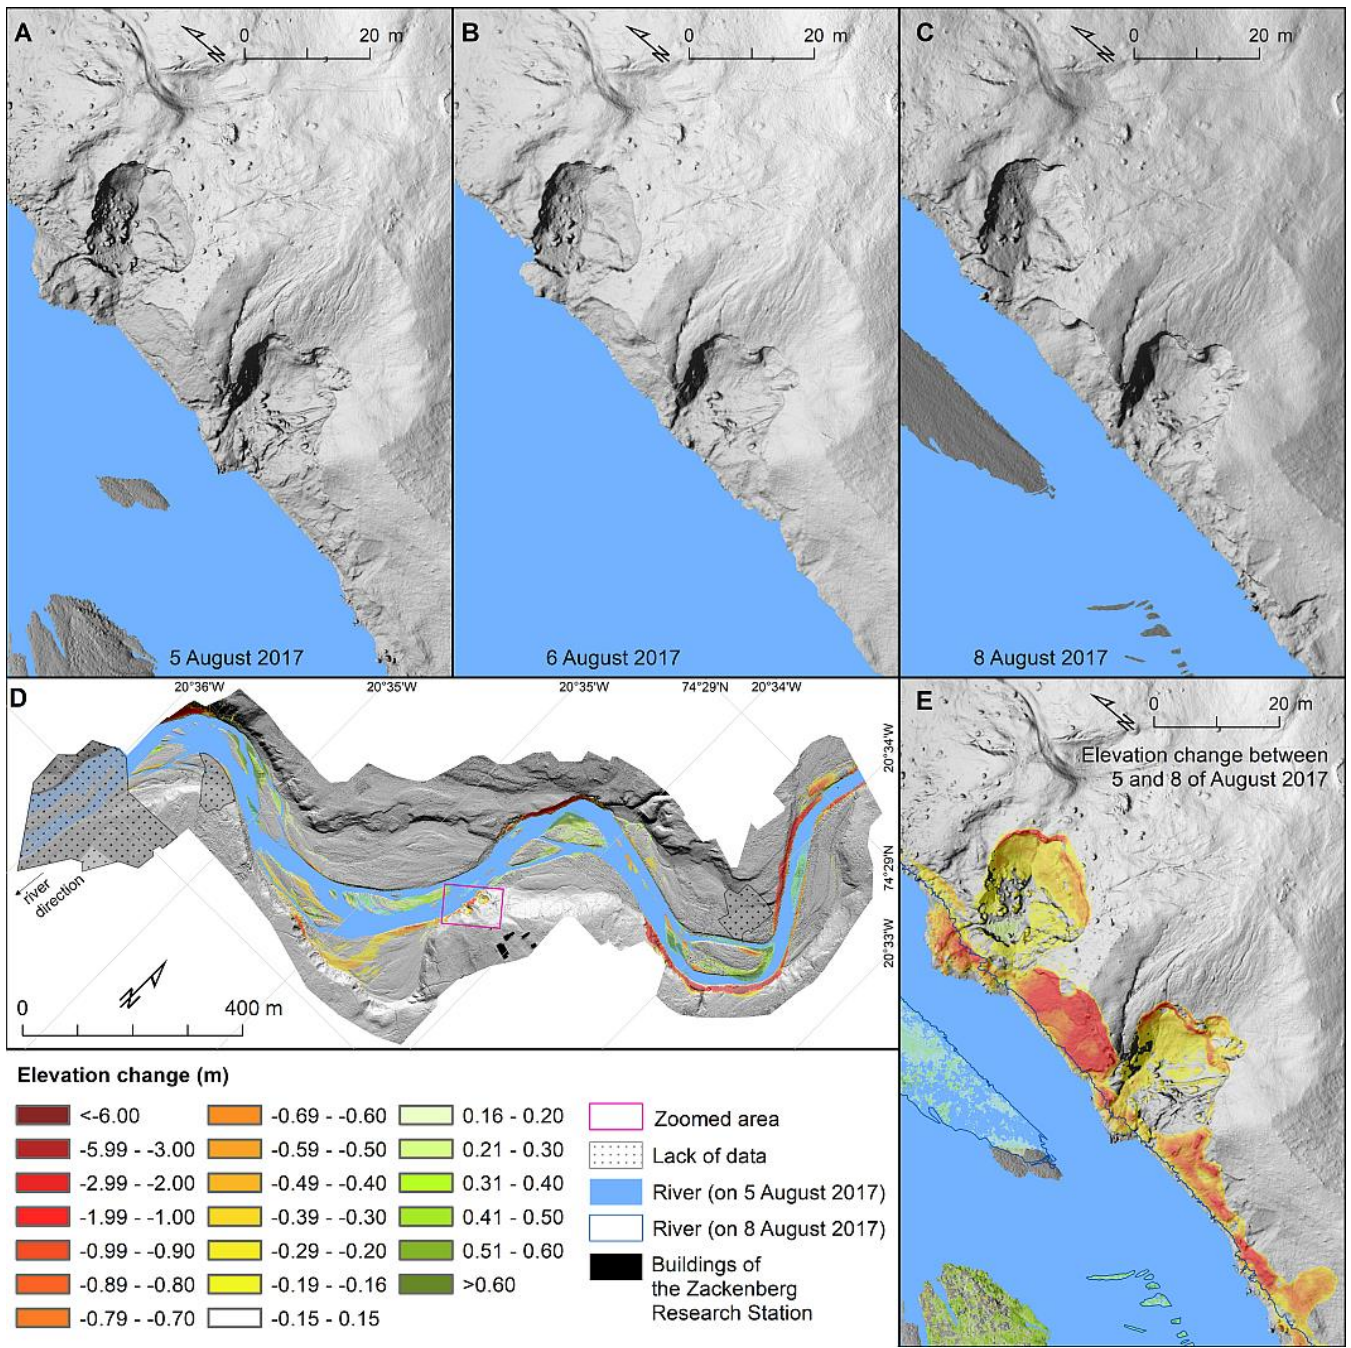 A
N
0 20 m
5 August 2017
B
N
0 20 m
6 August 2017
C
N
0 20 m
8 August 2017
D
20°36'W 20°35'W 20°35'W 74°29'N 20°34'W
20°34'W
74°29'N
20°33'W
river
direction
N
0 400 m
E
N
0 20 m
Elevation change between
5 and 8 of August 2017
Elevation change (m)
<-6.00
-5.99 - -3.00
-2.99 - -2.00
-1.99 - -1.00
-0.99 - -0.90
-0.89 - -0.80
-0.79 - -0.70
-0.69 - -0.60
-0.59 - -0.50
-0.49 - -0.40
-0.39 - -0.30
-0.29 - -0.20
-0.19 - -0.16
-0.15 - 0.15
0.16 - 0.20
0.21 - 0.30
0.31 - 0.40
0.41 - 0.50
0.51 - 0.60
>0.60
Zoomed area
Lack of data
River (on 5 August 2017)
River (on 8 August 2017)
Buildings of
the Zackenberg
Research Station